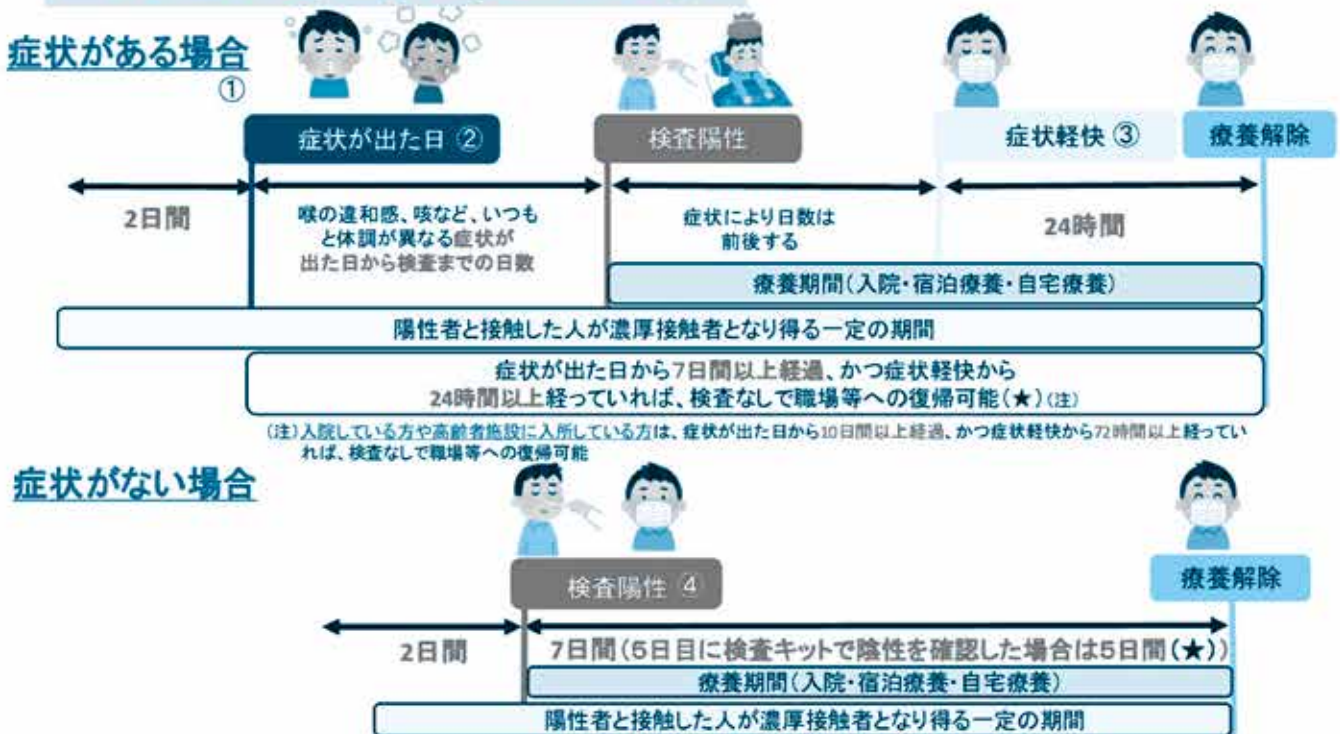 症状がある場合
①
症状が出た日 ②
検査陽性
症状軽快 ③
療養解除
2日間
喉の違和感、咳など、いつも
と体調が異なる症状が
出た日から検査までの日数
症状により日数は
前後する
24時間
療養期間(入院・宿泊療養・自宅療養)
陽性者と接触した人が濃厚接触者となり得る一定の期間
症状が出た日から7日間以上経過、かつ症状軽快から
24時間以上経っていれば、検査なしで職場等への復帰可能(★)(注)
(注)入院している方や高齢者施設に入所している方は、症状が出た日から10日間以上経過、かつ症状軽快から72時間以上経ってい
れば、検査なしで職場等への復帰可能
症状がない場合
検査陽性 ④
療養解除
2日間
7日間(5日目に検査キットで陰性を確認した場合は5日間(★))
療養期間(入院・宿泊療養・自宅療養)
陽性者と接触した人が濃厚接触者となり得る一定の期間